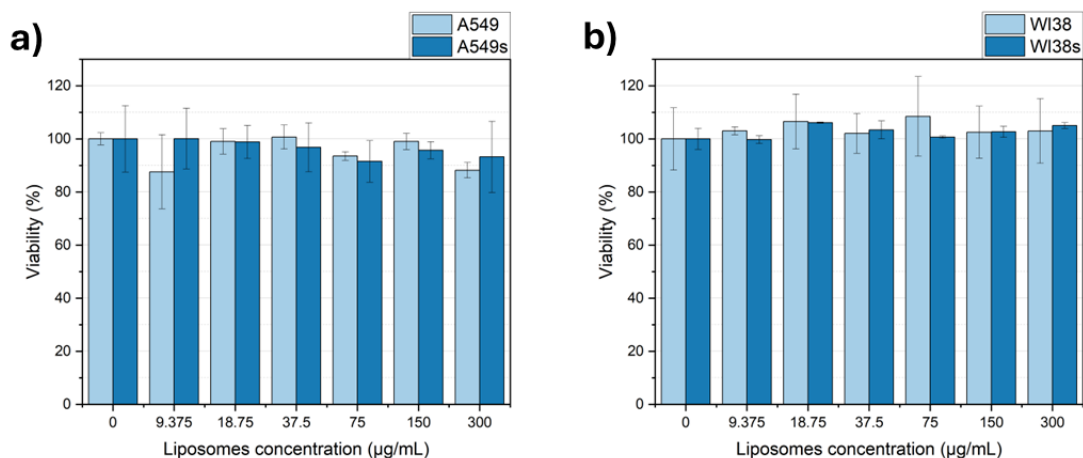 a)
A549
A549s
Viability (%)
120
100
80
60
40
20
0
0 9.375 18.75 37.5 75 150 300
Liposomes concentration (µg/mL)
b)
WI38
WI38s
Viability (%)
120
100
80
60
40
20
0
0 9.375 18.75 37.5 75 150 300
Liposomes concentration (µg/mL)